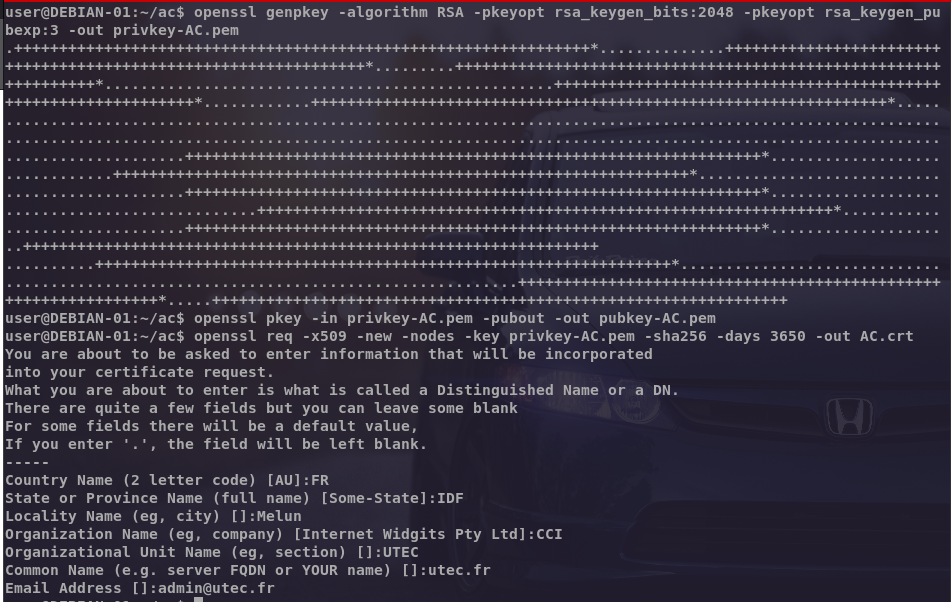 user@DEBIAN-01:~/ac$ openssl genpkey -algorithm RSA -pkeyopt rsa_keygen_bits:2048 -pkeyopt rsa_keygen_pu
bexp:3 -out privkey-AC.pem
.++++++++++++++++++++++++++++++++++++++++++++++++++++++++++++++++*..............++++++++++++++++++++++++
++++++++++++++++++++++++++++++++++++++++*.........++++++++++++++++++++++++++++++++++++++++++++++++++++++
++++++++++*..................................................+++++++++++++++++++++++++++++++++++++++++++
+++++++++++++++++++++*............++++++++++++++++++++++++++++++++++++++++++++++++++++++++++++++++*.....
........................................................................................................
........................................................................................................
....................++++++++++++++++++++++++++++++++++++++++++++++++++++++++++++++++*...................
............++++++++++++++++++++++++++++++++++++++++++++++++++++++++++++++++*...........................
....................++++++++++++++++++++++++++++++++++++++++++++++++++++++++++++++++*...................
............................++++++++++++++++++++++++++++++++++++++++++++++++++++++++++++++++*...........
....................++++++++++++++++++++++++++++++++++++++++++++++++++++++++++++++++*...................
..++++++++++++++++++++++++++++++++++++++++++++++++++++++++++++++++
..........++++++++++++++++++++++++++++++++++++++++++++++++++++++++++++++++*.............................
.........................................................+++++++++++++++++++++++++++++++++++++++++++++++
+++++++++++++++++*.....++++++++++++++++++++++++++++++++++++++++++++++++++++++++++++++++
user@DEBIAN-01:~/ac$ openssl pkey -in privkey-AC.pem -pubout -out pubkey-AC.pem
user@DEBIAN-01:~/ac$ openssl req -x509 -new -nodes -key privkey-AC.pem -sha256 -days 3650 -out AC.crt
You are about to be asked to enter information that will be incorporated
into your certificate request.
What you are about to enter is what is called a Distinguished Name or a DN.
There are quite a few fields but you can leave some blank
For some fields there will be a default value,
If you enter '.', the field will be left blank.
-----
Country Name (2 letter code) [AU]:FR
State or Province Name (full name) [Some-State]:IDF
Locality Name (eg, city) []:Melun
Organization Name (eg, company) [Internet Widgits Pty Ltd]:CCI
Organizational Unit Name (eg, section) []:UTEC
Common Name (e.g. server FQDN or YOUR name) []:utec.fr
Email Address []:admin@utec.fr